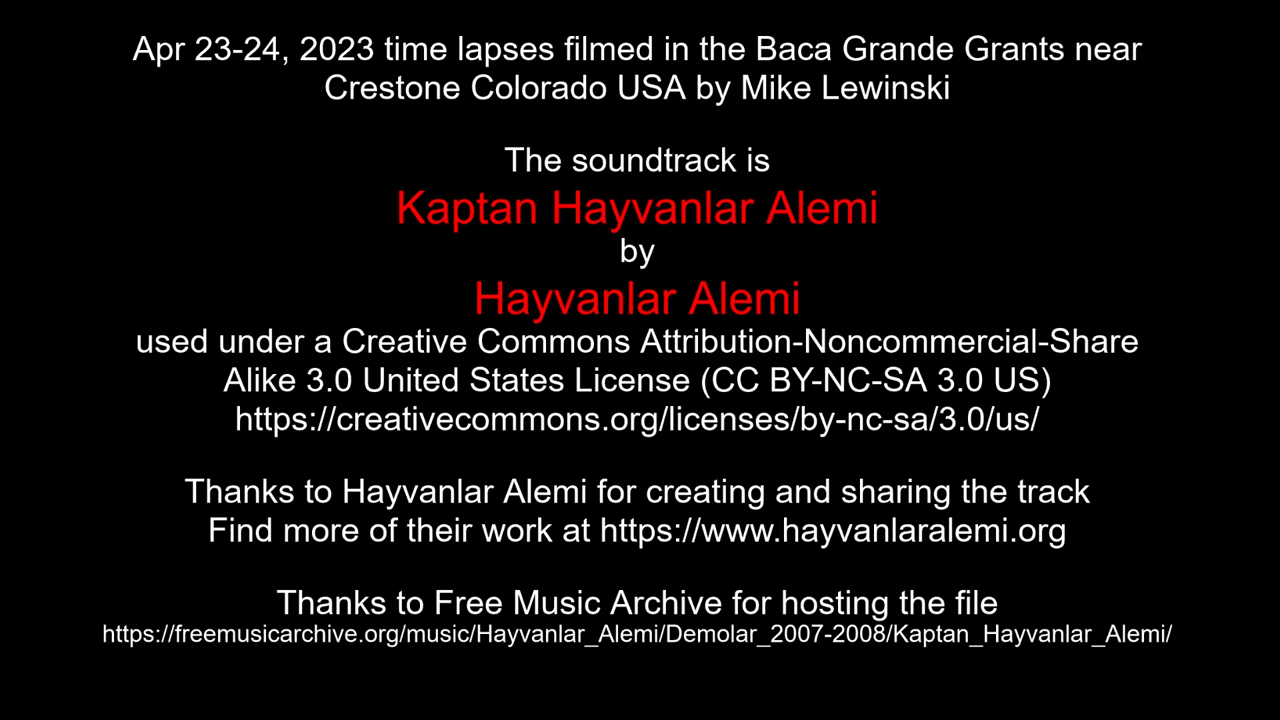 Apr 23-24, 2023 time lapses filmed in the Baca Grande Grants near
Crestone Colorado USA by Mike Lewinski
The soundtrack is
Kaptan Hayvanlar Alemi
by
Hayvanlar Alemi
used under a Creative Commons Attribution-Noncommercial-Share
Alike 3.0 United States License (CC BY-NC-SA 3.0 US)
https://creativecommons.org/licenses/by-nc-sa/3.0/us/
Thanks to Hayvanlar Alemi for creating and sharing the track
Find more of their work at https://www.hayvanlaralemi.org
Thanks to Free Music Archive for hosting the file
https://freemusicarchive.org/music/Hayvanlar_Alemi/Demolar_2007-2008/Kaptan_Hayvanlar_Alemi/